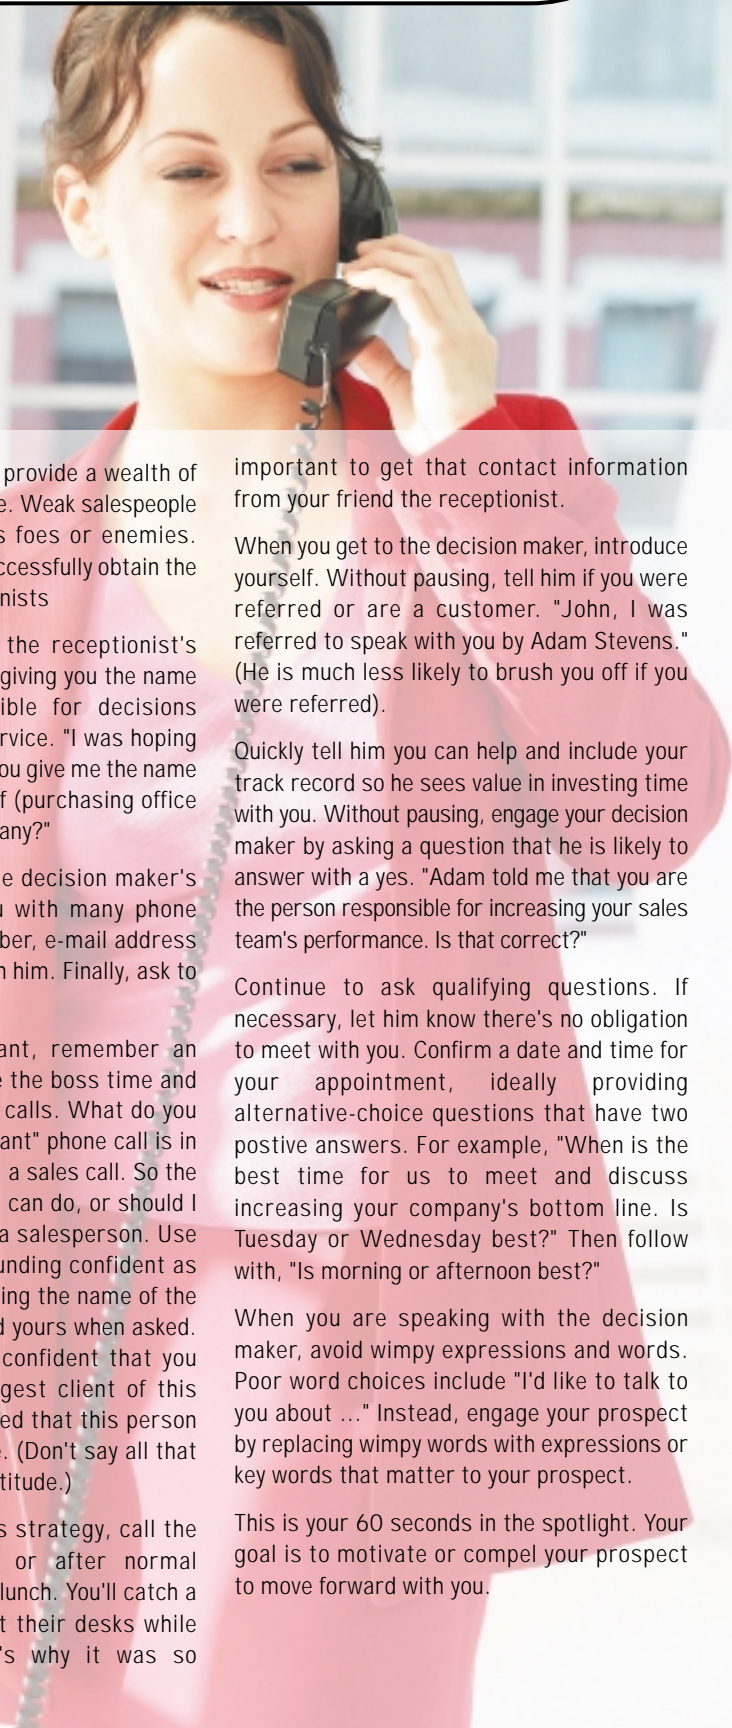 provide a wealth of
e. Weak salespeople
s foes or enemies.
ccessfully obtain the
nists
the receptionist's
giving you the name
ible for decisions
rvice. "I was hoping
ou give me the name
f (purchasing office
any?"
e decision maker's
u with many phone
ber, e-mail address
h him. Finally, ask to
ant, remember an
e the boss time and
calls. What do you
ant" phone call is in
a sales call. So the
can do, or should I
a salesperson. Use
unding confident as
ing the name of the
d yours when asked.
confident that you
gest client of this
ed that this person
e. (Don't say all that
titude.)
s strategy, call the
or after normal
lunch. You'll catch a
t their desks while
's why it was so
important to get that contact information
from your friend the receptionist.
When you get to the decision maker, introduce
yourself. Without pausing, tell him if you were
referred or are a customer. "John, I was
referred to speak with you by Adam Stevens."
(He is much less likely to brush you off if you
were referred).
Quickly tell him you can help and include your
track record so he sees value in investing time
with you. Without pausing, engage your decision
maker by asking a question that he is likely to
answer with a yes. "Adam told me that you are
the person responsible for increasing your sales
team's performance. Is that correct?"
Continue to ask qualifying questions. If
necessary, let him know there's no obligation
to meet with you. Confirm a date and time for
your appointment, ideally providing
alternative-choice questions that have two
postive answers. For example, "When is the
best time for us to meet and discuss
increasing your company's bottom line. Is
Tuesday or Wednesday best?" Then follow
with, "Is morning or afternoon best?"
When you are speaking with the decision
maker, avoid wimpy expressions and words.
Poor word choices include "I'd like to talk to
you about ..." Instead, engage your prospect
by replacing wimpy words with expressions or
key words that matter to your prospect.
This is your 60 seconds in the spotlight. Your
goal is to motivate or compel your prospect
to move forward with you.